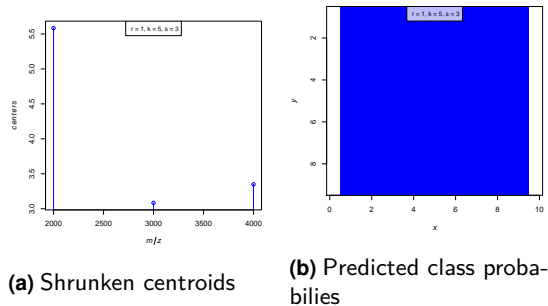 r = 1, k = 5, s = 3
5.5
5.0
4.5
4.0
3.5
3.0
centers
2000 2500 3000 3500 4000
m/z
(a) Shrunken centroids
r = 1, k = 5, s = 3
2
4
6
8
y
0 2 4 6 8 10
x
(b) Predicted class proba-
bilies